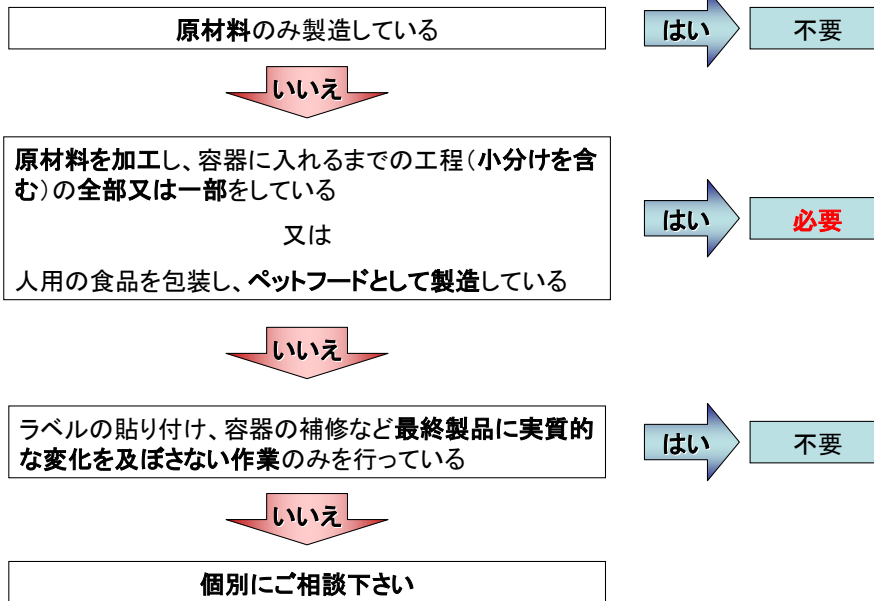 原材料のみ製造している
はい
不要
いいえ
原材料を加工し、容器に入れるまでの工程(小分けを含
む)の全部又は一部をしている
又は
人用の食品を包装し、ペットフードとして製造している
はい
必要
いいえ
ラベルの貼り付け、容器の補修など最終製品に実質的
な変化を及ぼさない作業のみを行っている
はい
不要
いいえ
個別にご相談下さい